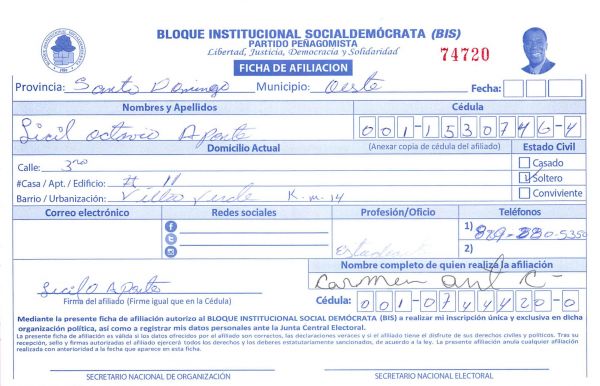 BLOQUE INSTITUCIONAL SOCIALDEMÓCRATA (BIS)
PARTIDO PEÑAGOMISTA
Libertad, Justicia, Democracia y Solidaridad
74720
FICHA DE AFILIACION
Provincia: Santo Domingo Municipio: Oeste Fecha:
Nombres y Apellidos Cédula
Sicil Octavio Aponte 001-1530746-4
Domicilio Actual (Anexar copia de cédula del afiliado) Estado Civil
Calle: 3ro Casado
#Casa / Apt. / Edificio: # 11 Soltero
Barrio / Urbanización: Villa Verde K.m.14 Conviviente
Correo electrónico Redes sociales Profesión/Oficio Teléfonos
1) 829-280-5350
Estudiante 2)
Nombre completo de quien realiza la afiliación
Sicil O Aponte Carmen
Firma del afiliado (Firme igual que en la Cédula) Cédula: 001-0744420-0
Mediante la presente ficha de afiliación autorizo al BLOQUE INSTITUCIONAL SOCIAL DEMÓCRATA (BIS) a realizar mi inscripción única y exclusiva en dicha
organización política, así como a registrar mis datos personales ante la Junta Central Electoral.
La presente ficha de afiliación es válida si los datos ofrecidos por el afiliado son correctos, las declaraciones veraces y si el afiliado tiene el disfrute de sus derechos civiles y políticos. Tras su
recepción, sello y firmas autorizadas el afiliado ejercerá todos los derechos y los deberes estatutariamente sancionados, de acuerdo a la ley. La presente afiliación anula cualquier afiliación
realizada con anterioridad a la fecha que aparece en esta ficha.
SECRETARIO NACIONAL DE ORGANIZACIÓN SECRETARIO NACIONAL ELECTORAL